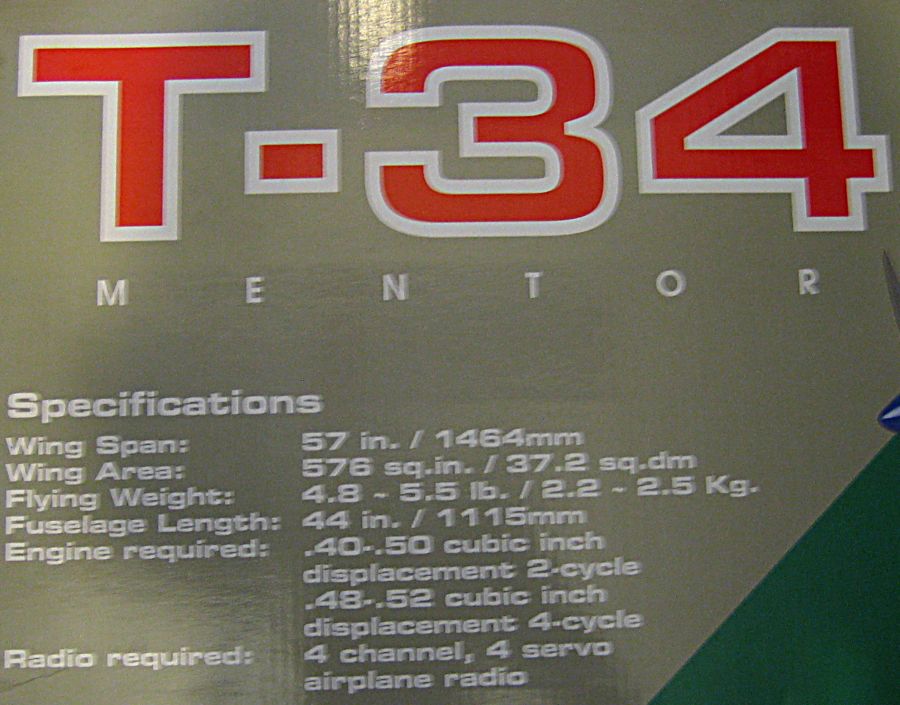 T-34
MENTOR
Specifications
Wing Span: 57 in. / 1464mm
Wing Area: 576 sq.in. / 37.2 sq.dm
Flying Weight: 4.8 ~ 5.5 lb. / 2.2 ~ 2.5 Kg.
Fuselage Length: 44 in. / 1115mm
Engine required: .40-.50 cubic inch
displacement 2-cycle
.48-.52 cubic inch
displacement 4-cycle
Radio required: 4 channel, 4 servo
airplane radio